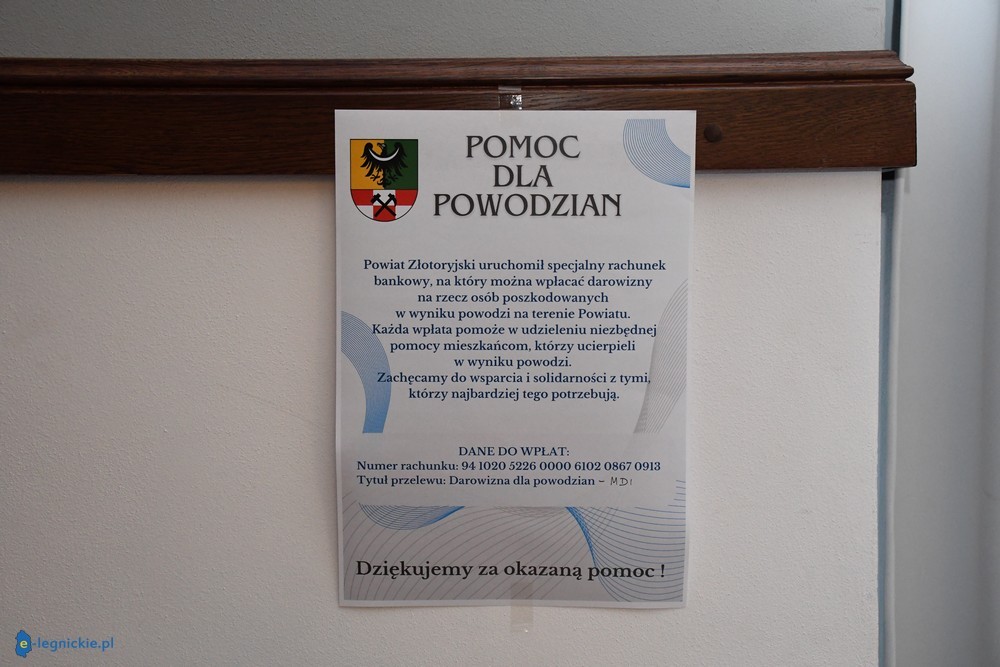 POMOC
DLA
POWODZIAN
Powiat Złotoryjski uruchomił specjalny rachunek
bankowy, na który można wpłacać darowizny
na rzecz osób poszkodowanych
w wyniku powodzi na terenie Powiatu.
Każda wpłata pomoże w udzieleniu niezbędnej
pomocy mieszkańcom, którzy ucierpieli
w wyniku powodzi.
Zachęcamy do wsparcia i solidarności z tymi,
którzy najbardziej tego potrzebują.
DANE DO WPŁAT:
Numer rachunku: 94 1020 5226 0000 6102 0867 0913
Tytuł przelewu: Darowizna dla powodzian – MDI
Dziękujemy za okazaną pomoc !
e-legnickie.pl